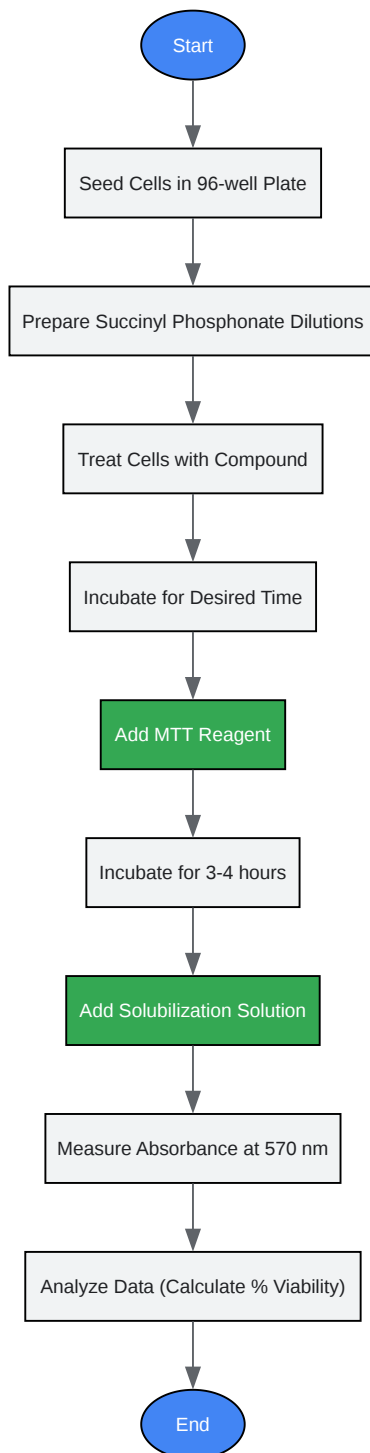 Start
Seed Cells in 96-well Plate
Prepare Succinyl Phosphonate Dilutions
Treat Cells with Compound
Incubate for Desired Time
Add MTT Reagent
Incubate for 3-4 hours
Add Solubilization Solution
Measure Absorbance at 570 nm
Analyze Data (Calculate % Viability)
End